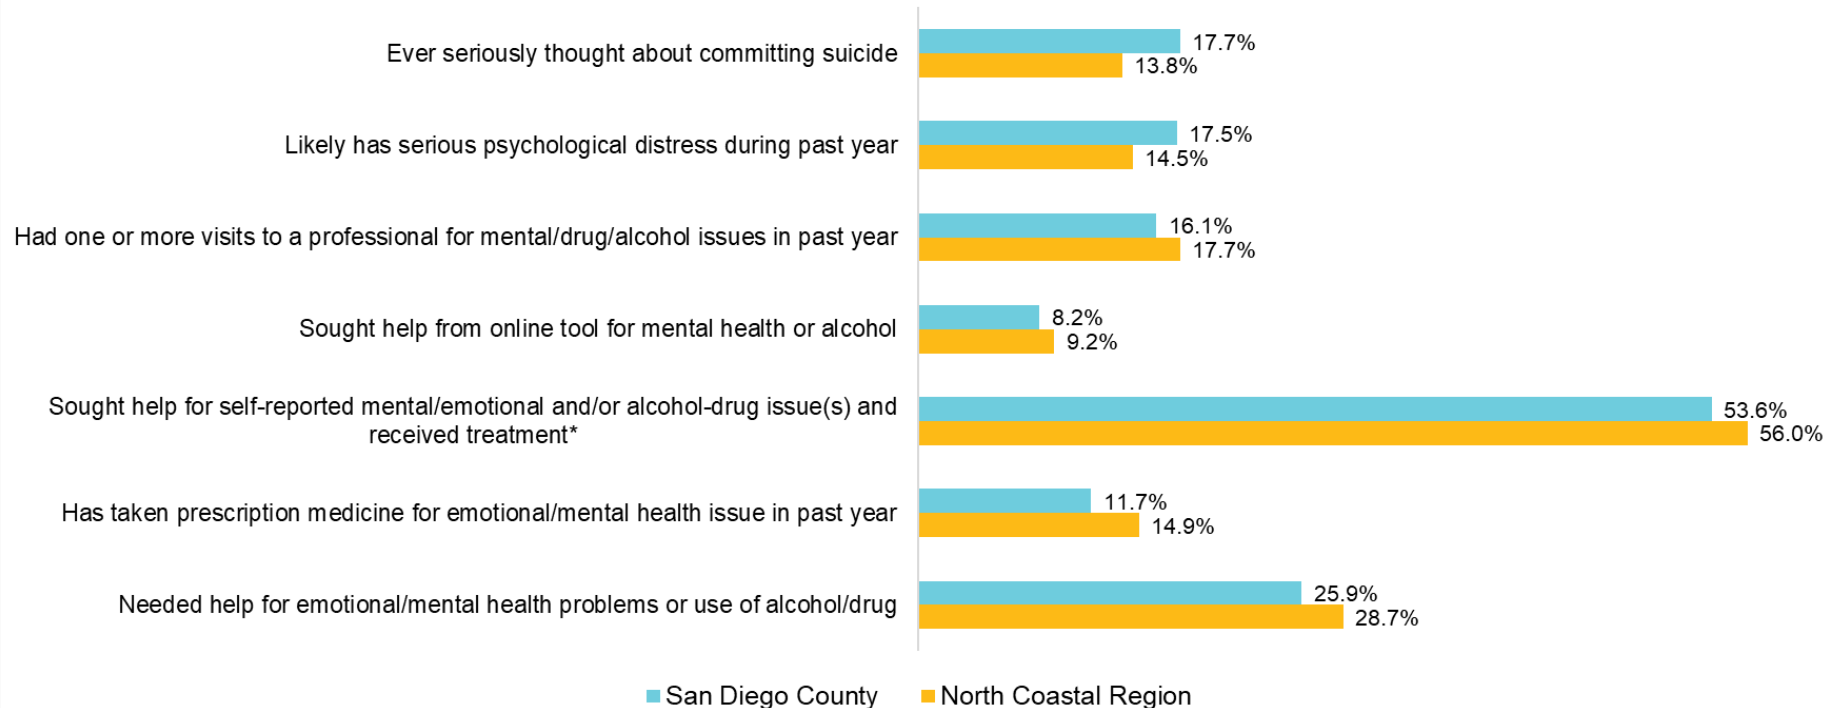 Ever seriously thought about committing suicide
17.7%
13.8%
Likely has serious psychological distress during past year
17.5%
14.5%
Had one or more visits to a professional for mental/drug/alcohol issues in past year
16.1%
17.7%
Sought help from online tool for mental health or alcohol
8.2%
9.2%
Sought help for self-reported mental/emotional and/or alcohol-drug issue(s) and
received treatment*
53.6%
56.0%
Has taken prescription medicine for emotional/mental health issue in past year
11.7%
14.9%
Needed help for emotional/mental health problems or use of alcohol/drug
25.9%
28.7%
San Diego County
North Coastal Region